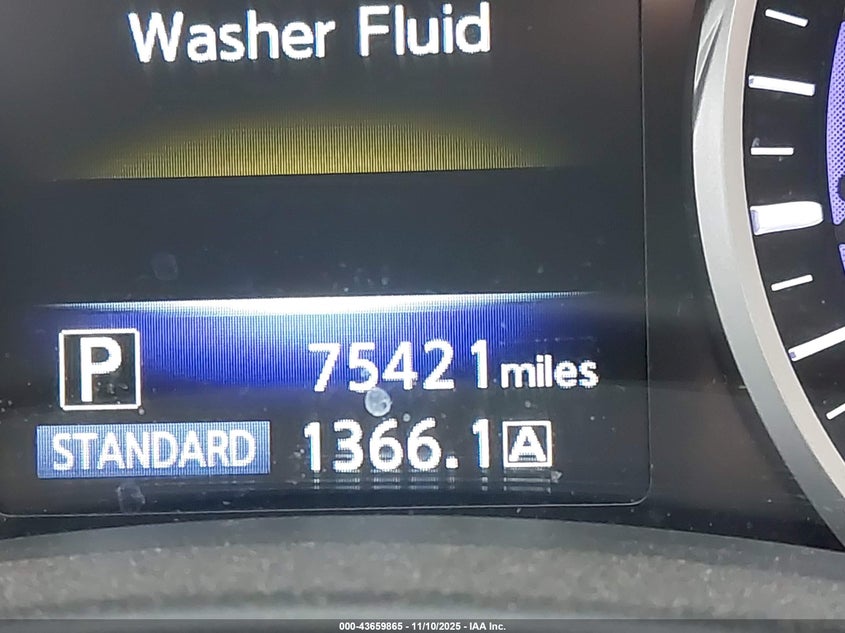 Washer Fluid
P 75421 miles
STANDARD 1366.1 A
000-43659865 - 11/10/2025 - IAA Inc.